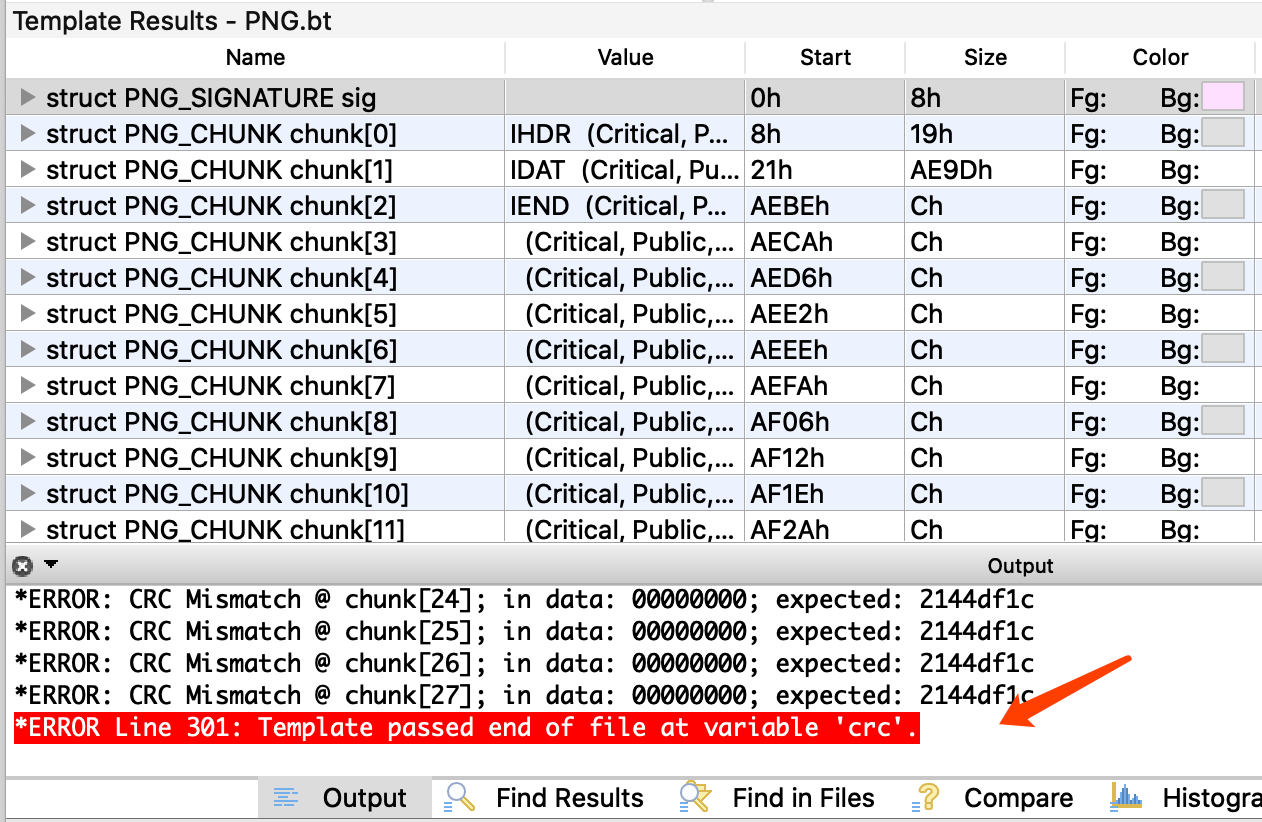 Template Results - PNG.bt
Name Value Start Size Color
struct PNG_SIGNATURE sig 0h 8h Fg: Bg:
struct PNG_CHUNK chunk[0] IHDR (Critical, P... 8h 19h Fg: Bg:
struct PNG_CHUNK chunk[1] IDAT (Critical, Pu... 21h AE9Dh Fg: Bg:
struct PNG_CHUNK chunk[2] IEND (Critical, P... AEBEh Ch Fg: Bg:
struct PNG_CHUNK chunk[3] (Critical, Public,... AECAh Ch Fg: Bg:
struct PNG_CHUNK chunk[4] (Critical, Public,... AED6h Ch Fg: Bg:
struct PNG_CHUNK chunk[5] (Critical, Public,... AEE2h Ch Fg: Bg:
struct PNG_CHUNK chunk[6] (Critical, Public,... AEEEh Ch Fg: Bg:
struct PNG_CHUNK chunk[7] (Critical, Public,... AEFAh Ch Fg: Bg:
struct PNG_CHUNK chunk[8] (Critical, Public,... AF06h Ch Fg: Bg:
struct PNG_CHUNK chunk[9] (Critical, Public,... AF12h Ch Fg: Bg:
struct PNG_CHUNK chunk[10] (Critical, Public,... AF1Eh Ch Fg: Bg:
struct PNG_CHUNK chunk[11] (Critical, Public,... AF2Ah Ch Fg: Bg:
Output
*ERROR: CRC Mismatch @ chunk[24]; in data: 00000000; expected: 2144df1c
*ERROR: CRC Mismatch @ chunk[25]; in data: 00000000; expected: 2144df1c
*ERROR: CRC Mismatch @ chunk[26]; in data: 00000000; expected: 2144df1c
*ERROR: CRC Mismatch @ chunk[27]; in data: 00000000; expected: 2144df1c
*ERROR Line 301: Template passed end of file at variable 'crc'.
Output Find Results Find in Files Compare Histogra